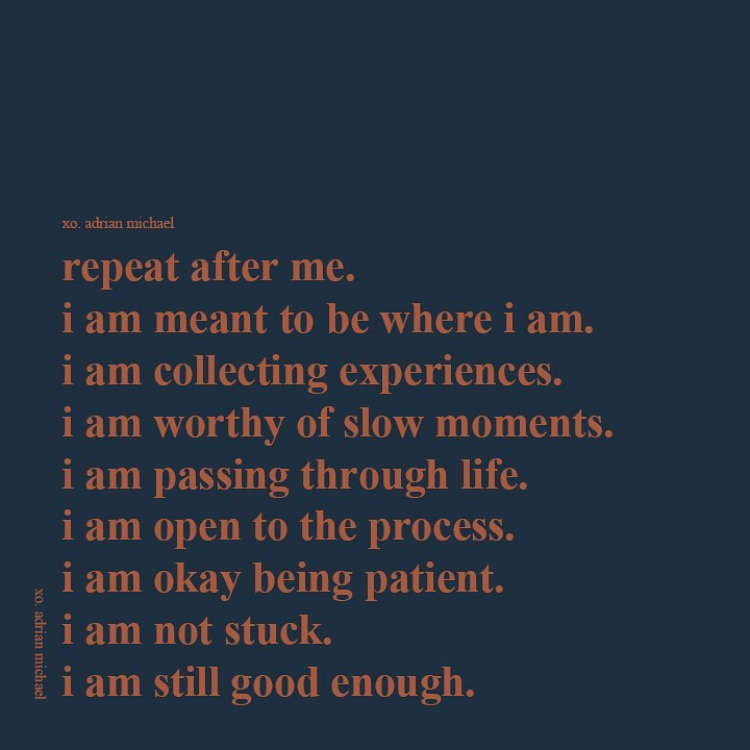 xo. adrian michael
repeat after me.
i am meant to be where i am.
i am collecting experiences.
i am worthy of slow moments.
i am passing through life.
i am open to the process.
i am okay being patient.
i am not stuck.
i am still good enough.
xo. adrian michael